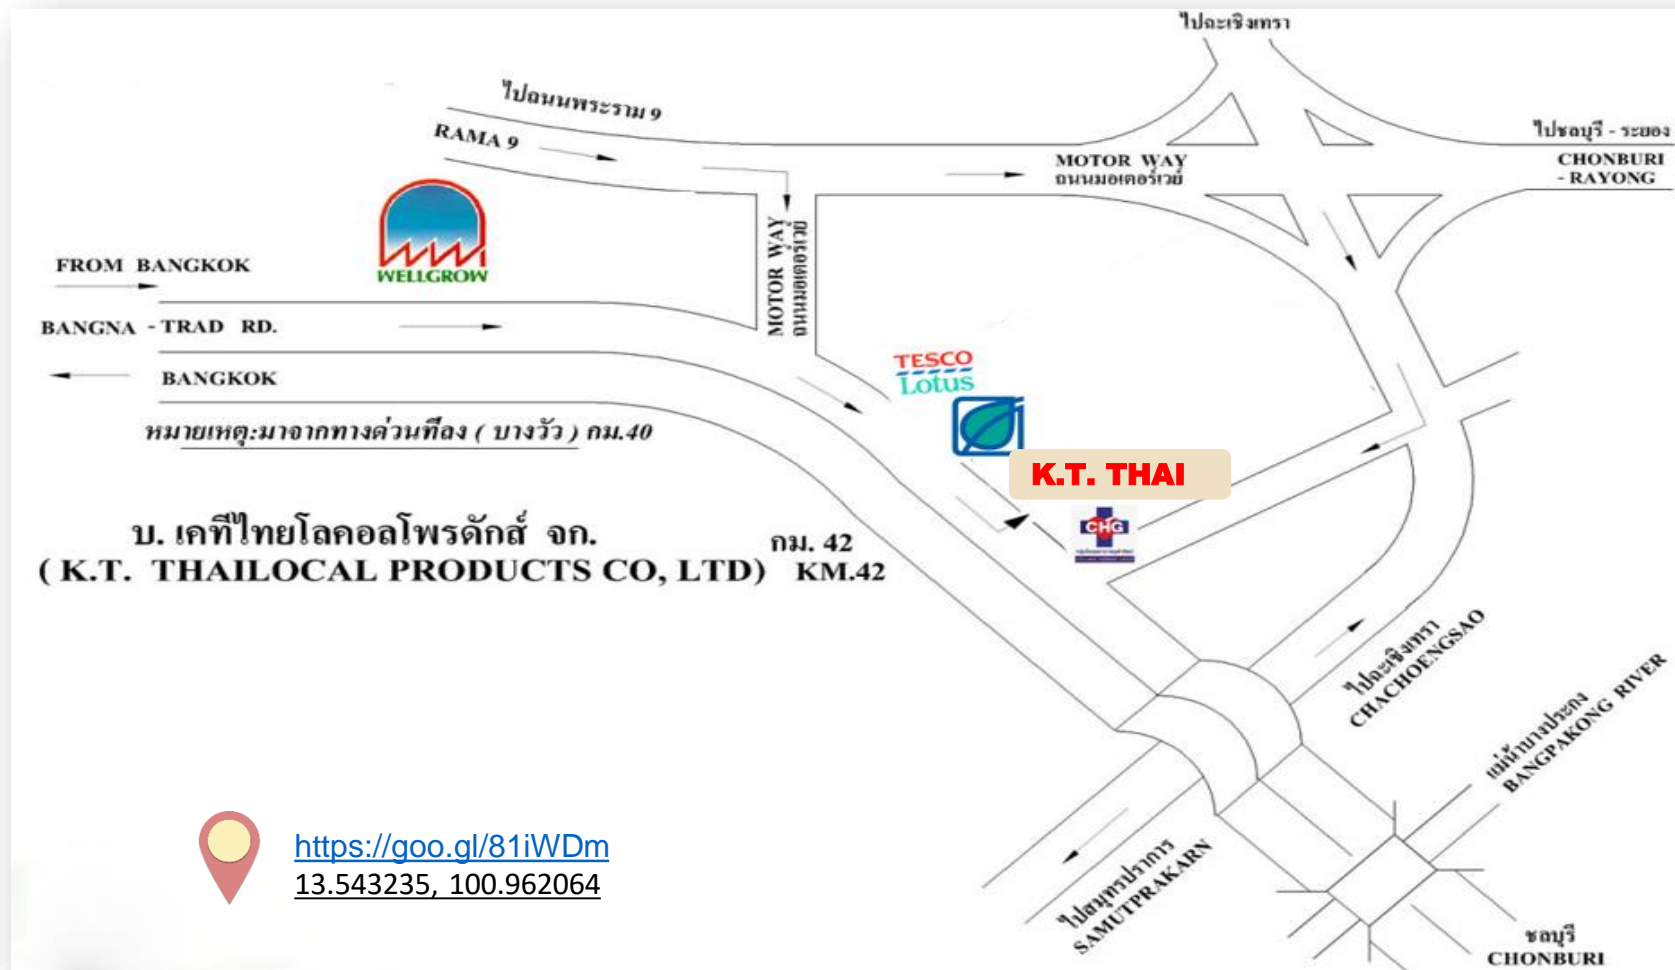 ไปฉะเชิงเทรา
ไปถนนพระราม 9
RAMA 9
ไปชลบุรี - ระยอง
CHONBURI
- RAYONG
MOTOR WAY
ถนนมอเตอร์เวย์
WELLGROW
FROM BANGKOK
BANGNA - TRAD RD.
BANGKOK
MOTOR WAY
ถนนมอเตอร์เวย์
TESCO
Lotus
หมายเหตุ:มาจากทางด่วนที่ลง ( บางวัว ) กม.40
K.T. THAI
CHG
บ. เคทีไทยโลคอลโพรดักส์ จก.
กม. 42
( K.T. THAILOCAL PRODUCTS CO, LTD)
KM.42
ไปฉะเชิงเทรา
CHACHOENGSAO
แม่น้ำบางประกง
BANGPAKONG RIVER
https://goo.gl/81iWDm
13.543235, 100.962064
ไปสมุทรปราการ
SAMUTPRAKARN
ชลบุรี
CHONBURI